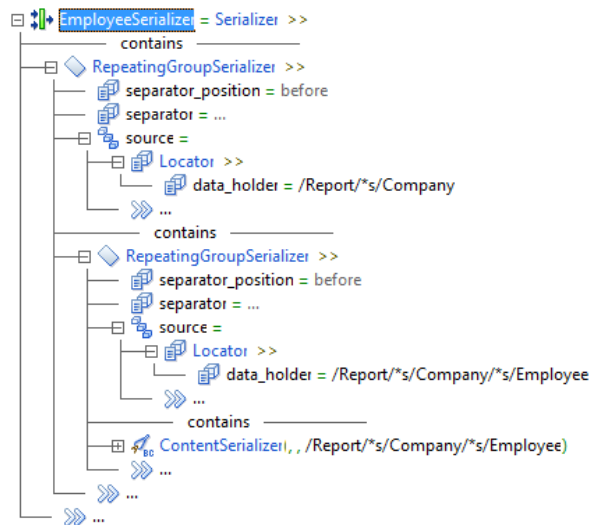 EmployeeSerializer = Serializer >>
contains
RepeatingGroupSerializer >>
separator_position = before
separator = ...
source =
Locator >>
data_holder = /Report/*s/Company
...
contains
RepeatingGroupSerializer >>
separator_position = before
separator = ...
source =
Locator >>
data_holder = /Report/*s/Company/*s/Employee
...
contains
BC ContentSerializer(, , /Report/*s/Company/*s/Employee)
...
...
...